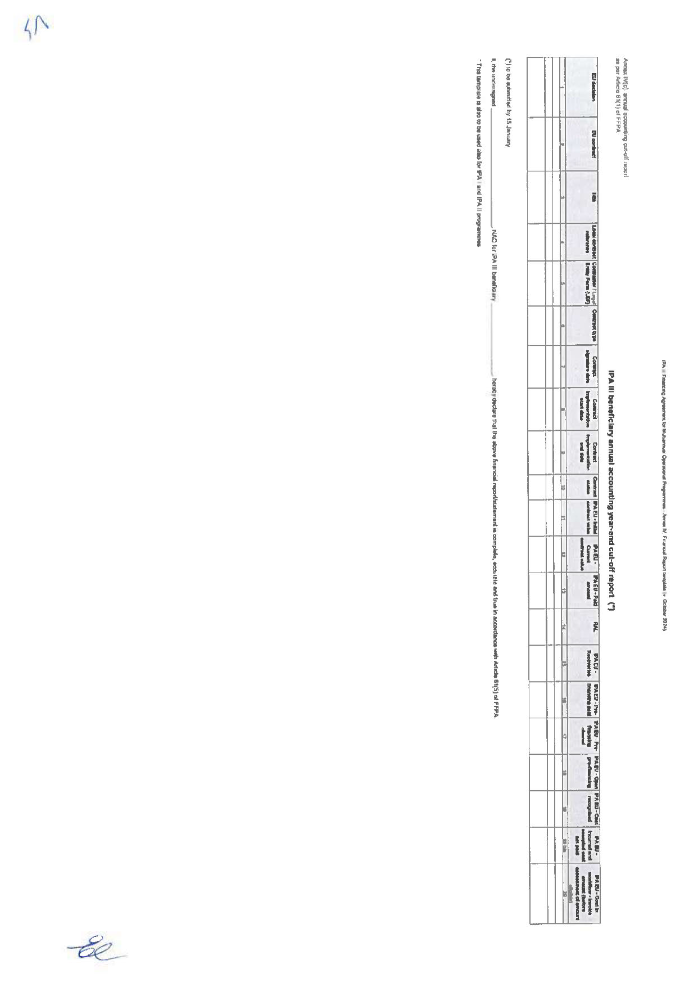 IPA III Financing Agreement for Multiannual Operational Programmes - Annex IV. Financial Report template (v. October 2024)
Annex IV(c): annual accounting cut-off report
as per Article 61(1) of FFPA
IPA III beneficiary annual accounting year-end cut-off report (*)
EU decision
EU contract
Title
Local contract
reference
Contractor / Legal
Entity Form (LEF)
Contract type
Contract
signature date
Contract
implementation
start date
Contract
implementation
end date
Contract
status
IPA EU - Initial
contract value
IPA EU -
Current
contract value
IPA EU - Paid
amount
RAL
IPA EU -
Recoveries
IPA EU - Pre-
financing paid
IPA EU - Pre-
financing
cleared
IPA EU - Open
pre-financing
IPA EU - Cost
recognised
IPA EU -
incurred and
accepted cost
not paid
IPA EU - Cost in
workflow - invoice
amount (before
assessment of amount
eligible)
1 2 3 4 5 6 7 8 9 10 11 12 13 14 15 16 17 18 19 19 bis 20
(*) to be submitted by 15 January
I, the undersigned NAO for IPA III beneficiary hereby declare that the above financial report/statement is complete, accurate and true in accordance with Article 61(5) of FFPA
- This template is also to be used also for IPA I and IPA II programmes